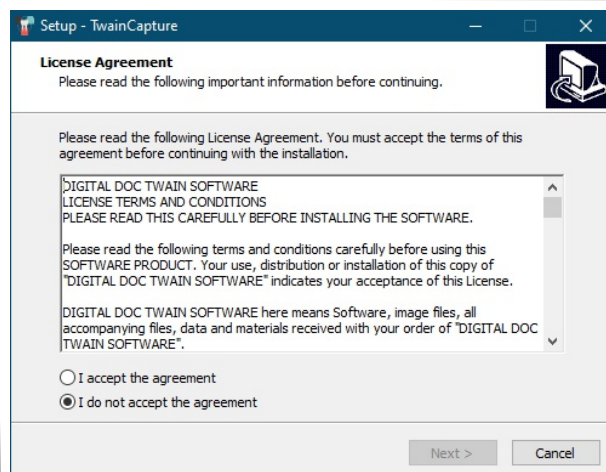 Setup - TwainCapture
License Agreement
Please read the following important information before continuing.
Please read the following License Agreement. You must accept the terms of this
agreement before continuing with the installation.
DIGITAL DOC TWAIN SOFTWARE
LICENSE TERMS AND CONDITIONS
PLEASE READ THIS CAREFULLY BEFORE INSTALLING THE SOFTWARE.
Please read the following terms and conditions carefully before using this
SOFTWARE PRODUCT. Your use, distribution or installation of this copy of
"DIGITAL DOC TWAIN SOFTWARE" indicates your acceptance of this License.
DIGITAL DOC TWAIN SOFTWARE here means Software, image files, all
accompanying files, data and materials received with your order of "DIGITAL DOC
TWAIN SOFTWARE".
I accept the agreement
I do not accept the agreement
Next >
Cancel